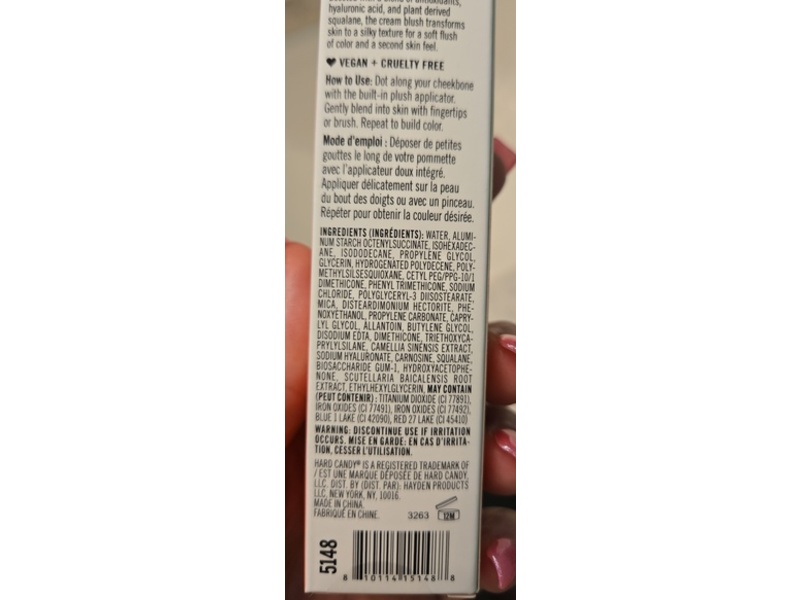 hyaluronic acid, and plant derived
squalane, the cream blush transforms
skin to a silky texture for a soft flush
of color and a second skin feel.
♥ VEGAN + CRUELTY FREE
How to Use: Dot along your cheekbone
with the built-in plush applicator.
Gently blend into skin with fingertips
or brush. Repeat to build color.
Mode d'emploi : Déposer de petites
gouttes le long de votre pommette
avec l'applicateur doux intégré.
Appliquer délicatement sur la peau
du bout des doigts ou avec un pinceau.
Répéter pour obtenir la couleur désirée.
INGREDIENTS (INGRÉDIENTS): WATER, ALUMI-
NUM STARCH OCTENYLSUCCINATE, ISOHEXADEC-
ANE, ISODODECANE, PROPYLENE GLYCOL,
GLYCERIN, HYDROGENATED POLYDECENE, POLY-
METHYLSILSESQUIOXANE, CETYL PEG/PPG-10/1
DIMETHICONE, PHENYL TRIMETHICONE, SODIUM
CHLORIDE, POLYGLYCERYL-3 DIISOSTEARATE,
MICA, DISTEARDIMONIUM HECTORITE, PHE-
NOXYETHANOL, PROPYLENE CARBONATE, CAPRY-
LYL GLYCOL, ALLANTOIN, BUTYLENE GLYCOL,
DISODIUM EDTA, DIMETHICONE, TRIETHOXYCA-
PRYLYLSILANE, CAMELLIA SINENSIS EXTRACT,
SODIUM HYALURONATE, CARNOSINE, SQUALANE,
BIOSACCHARIDE GUM-1, HYDROXYACETOPHE-
NONE, SCUTELLARIA BAICALENSIS ROOT
EXTRACT, ETHYLHEXYLGLYCERIN. MAY CONTAIN
(PEUT CONTENIR) : TITANIUM DIOXIDE (CI 77891),
IRON OXIDES (CI 77491), IRON OXIDES (CI 77492),
BLUE 1 LAKE (CI 42090), RED 27 LAKE (CI 45410)
WARNING: DISCONTINUE USE IF IRRITATION
OCCURS. MISE EN GARDE: EN CAS D'IRRITA-
TION, CESSER L'UTILISATION.
HARD CANDY® IS A REGISTERED TRADEMARK OF
/ EST UNE MARQUE DÉPOSÉE DE HARD CANDY,
LLC. DIST. BY (DIST. PAR): HAYDEN PRODUCTS
LLC, NEW YORK, NY, 10016.
MADE IN CHINA.
FABRIQUÉ EN CHINE. 3263 12M
5148
8 10114 15148 8